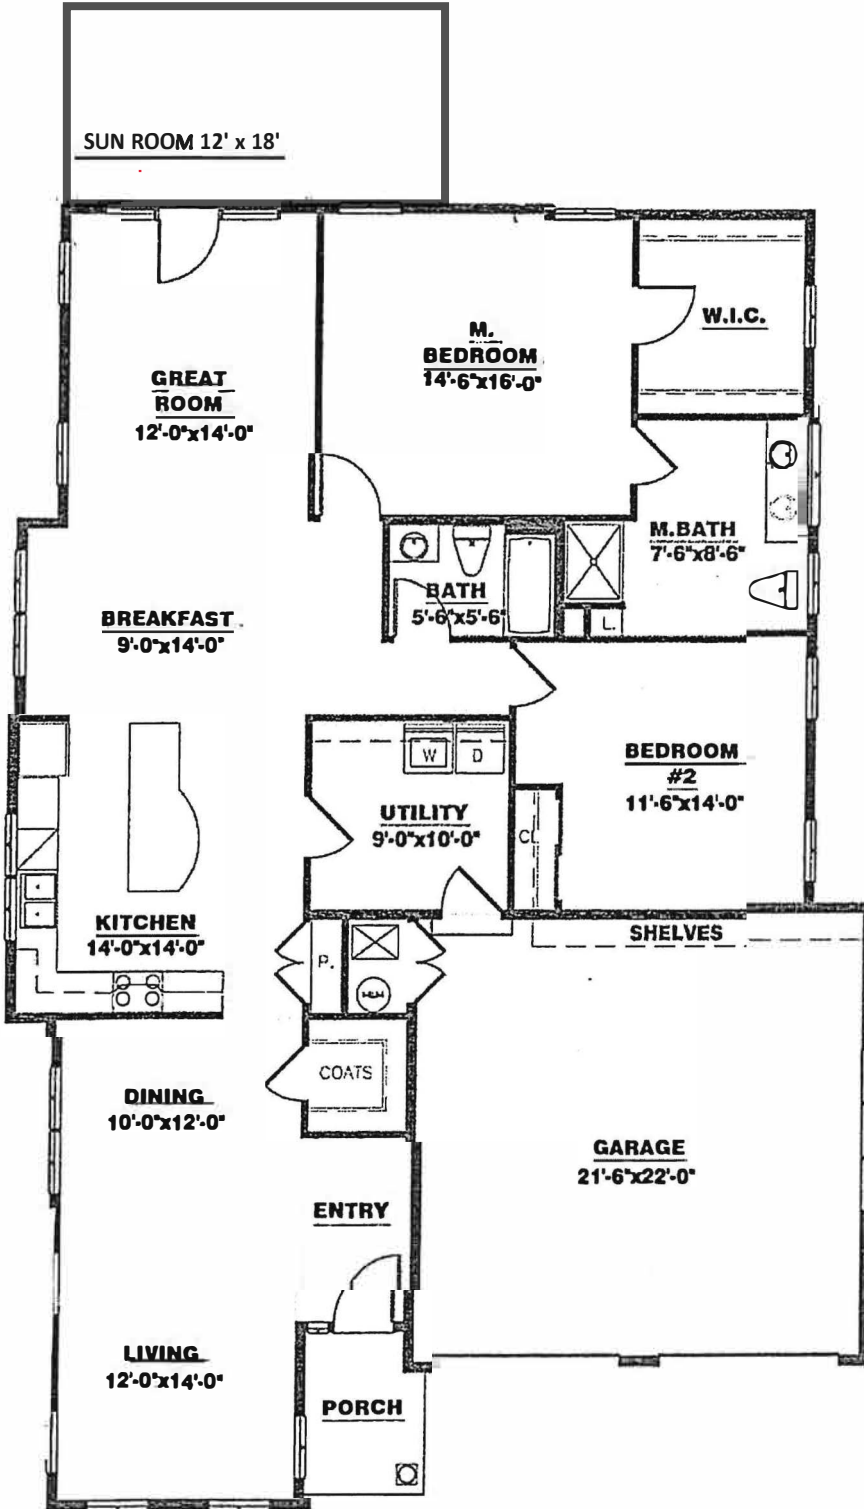 SUN ROOM 12' x 18'
M.
BEDROOM
14'-6"x16'-0"
W.I.C.
GREAT
ROOM
12'-0"x14'-0"
M.BATH
7'-6"x8'-6"
BATH
5'-6"x5'-6"
L.
BREAKFAST
9'-0"x14'-0"
W
D
BEDROOM
#2
11'-6"x14'-0"
UTILITY
9'-0"x10'-0"
CL
KITCHEN
14'-0"x14'-0"
SHELVES
P.
COATS
DINING
10'-0"x12'-0"
GARAGE
21'-6"x22'-0"
ENTRY
LIVING
12'-0"x14'-0"
PORCH